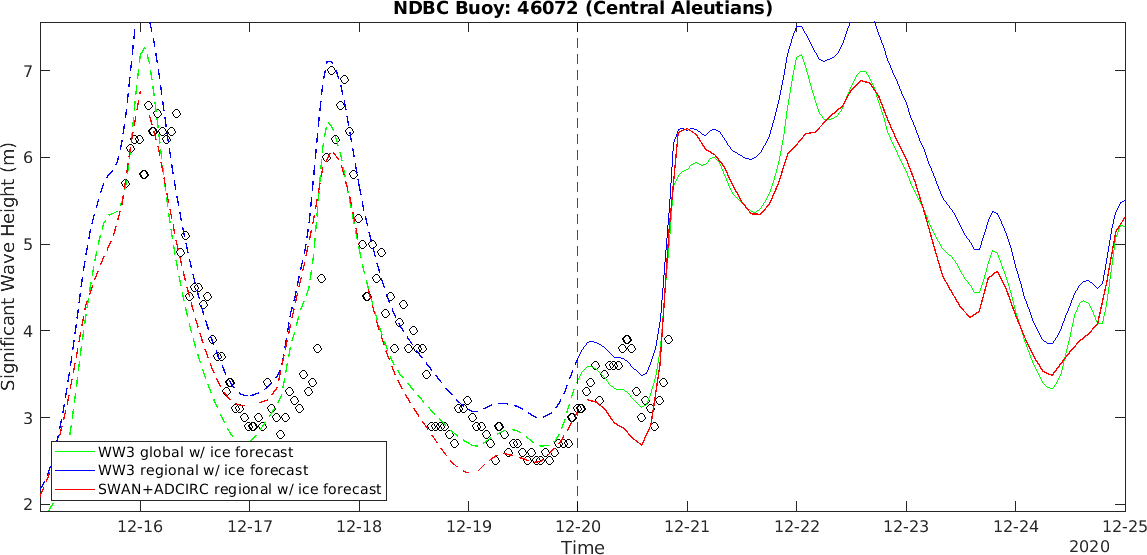 NDBC Buoy: 46072 (Central Aleutians)
Significant Wave Height (m)
7
6
5
4
3
2
WW3 global w/ ice forecast
WW3 regional w/ ice forecast
SWAN+ADCIRC regional w/ ice forecast
12-16 12-17 12-18 12-19 12-20 12-21 12-22 12-23 12-24 12-25
Time
2020